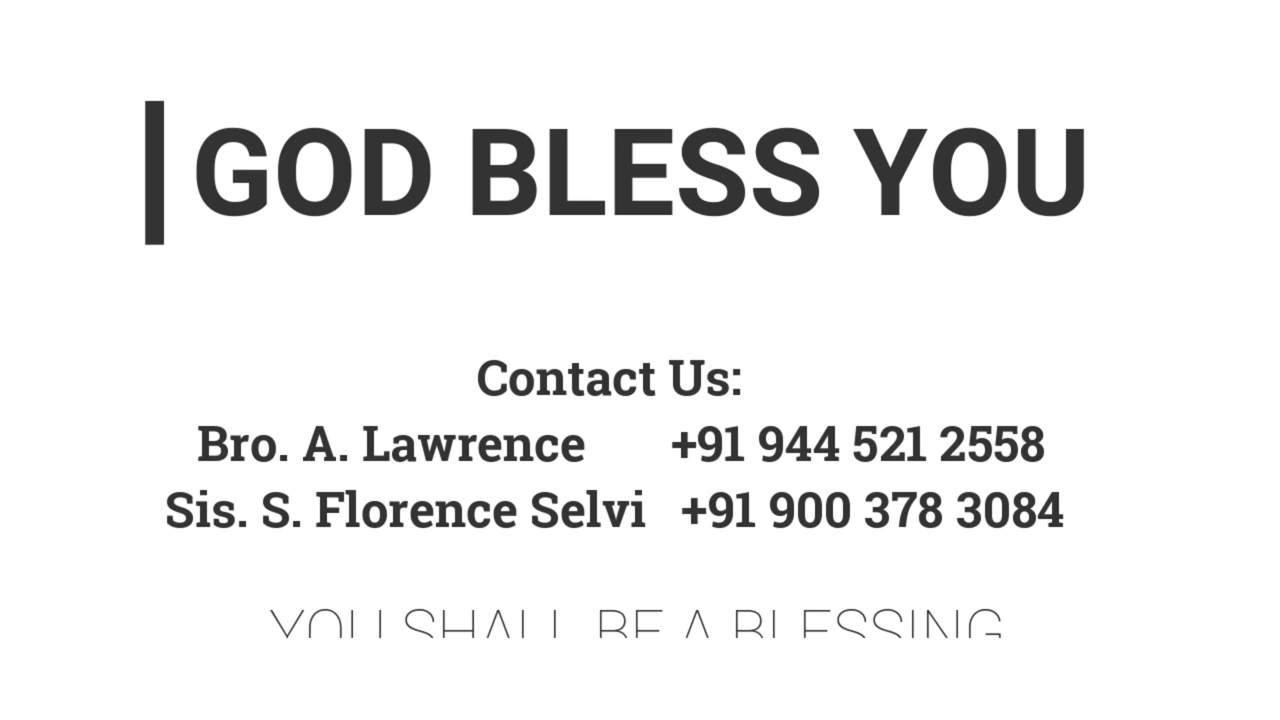 GOD BLESS YOU
Contact Us:
Bro. A. Lawrence +91 944 521 2558
Sis. S. Florence Selvi +91 900 378 3084
YOU SHALL BE A BLESSING